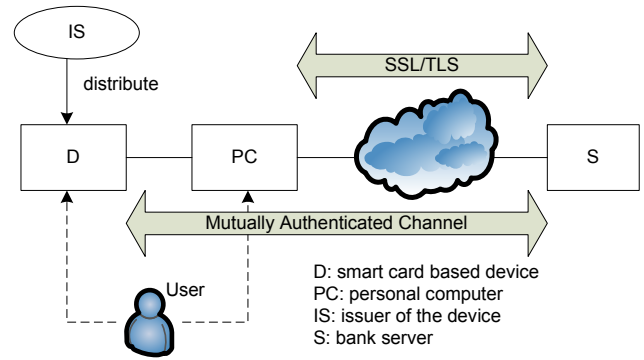 IS
SSL/TLS
distribute
D
PC
S
Mutually Authenticated Channel
User
D: smart card based device
PC: personal computer
IS: issuer of the device
S: bank server